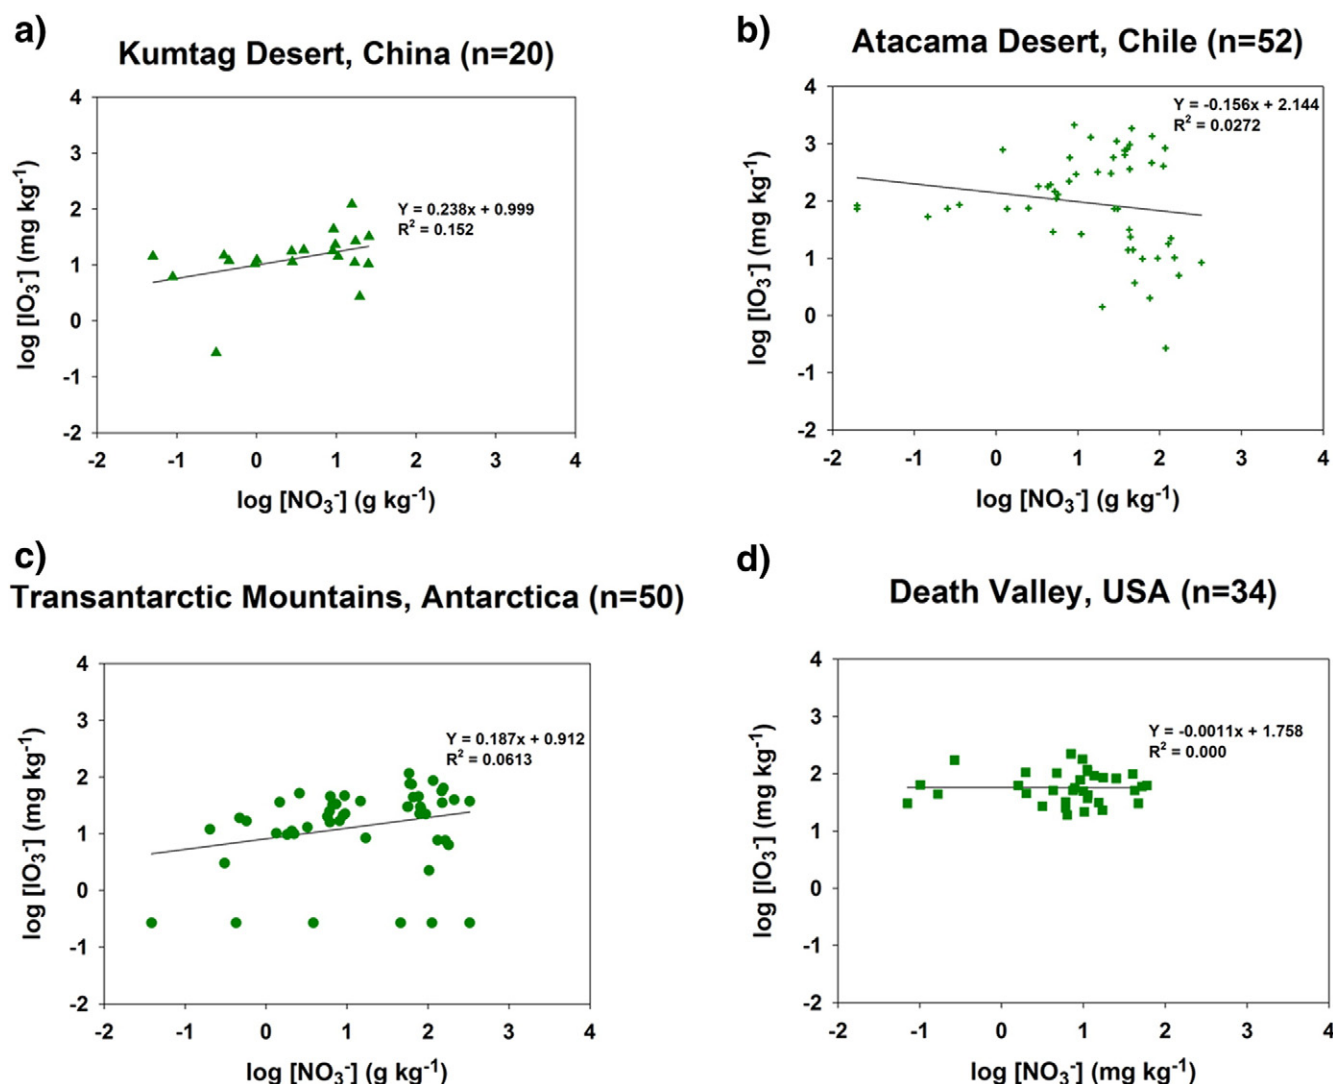 a)
Kumtag Desert, China (n=20)
4
3
2
1
0
-1
-2
-2 -1 0 1 2 3 4
log [IO₃⁻] (mg kg⁻¹)
log [NO₃⁻] (g kg⁻¹)
Y = 0.238x + 0.999
R² = 0.152
b)
Atacama Desert, Chile (n=52)
4
3
2
1
0
-1
-2
-2 -1 0 1 2 3 4
log [IO₃⁻] (mg kg⁻¹)
log [NO₃⁻] (g kg⁻¹)
Y = -0.156x + 2.144
R² = 0.0272
c)
Transantarctic Mountains, Antarctica (n=50)
4
3
2
1
0
-1
-2
-2 -1 0 1 2 3 4
log [IO₃⁻] (mg kg⁻¹)
log [NO₃⁻] (g kg⁻¹)
Y = 0.187x + 0.912
R² = 0.0613
d)
Death Valley, USA (n=34)
4
3
2
1
0
-1
-2
-2 -1 0 1 2 3 4
log [IO₃⁻] (mg kg⁻¹)
log [NO₃⁻] (mg kg⁻¹)
Y = -0.0011x + 1.758
R² = 0.000